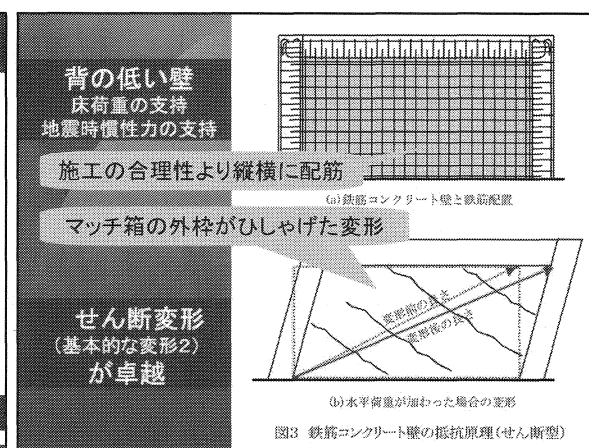 背の低い壁
床荷重の支持
地震時慣性力の支持
施工の合理性より縦横に配筋
(a)鉄筋コンクリート壁と鉄筋配置
マッチ箱の外枠がひしゃげた変形
変形前の長さ
変形後の長さ
せん断変形
(基本的な変形2)
が卓越
(b)水平荷重が加わった場合の変形
図3 鉄筋コンクリート壁の抵抗原理(せん断型)